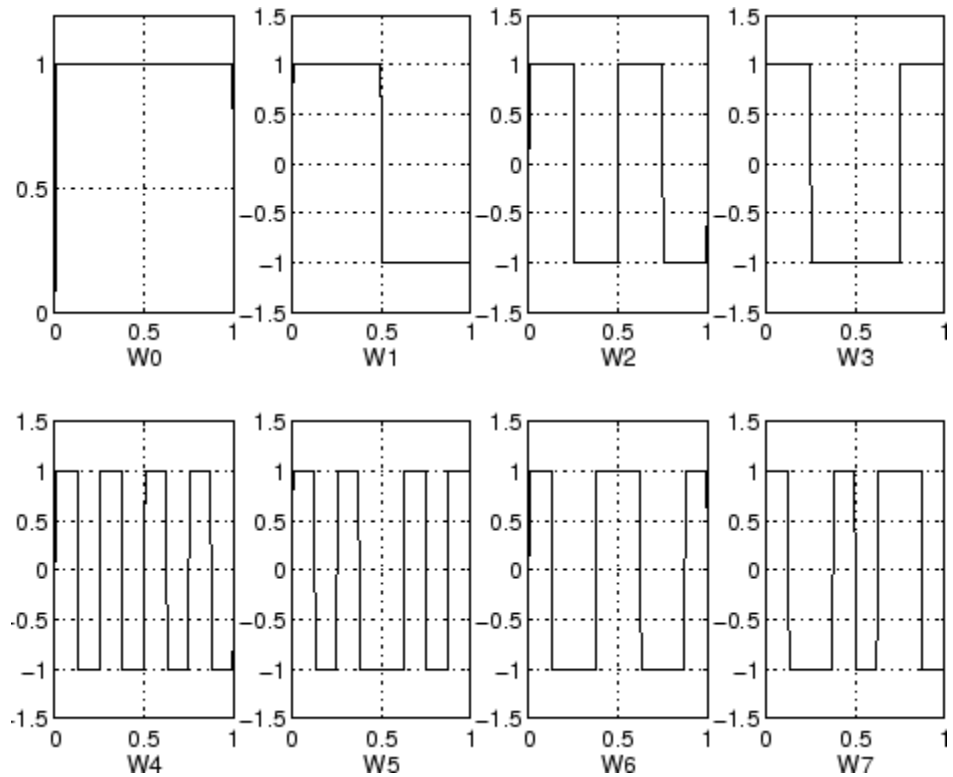 1.5 1.5 1.5
1 1 1 1
0.5 0.5 0.5
0 0 0
0.5 −0.5 −0.5 −0.5
−1 −1 −1
0 −1.5 −1.5 −1.5
0 0.5 1 0 0.5 1 0 0.5 1 0 0.5 1
W0 W1 W2 W3
1.5 1.5 1.5 1.5
1 1 1 1
0.5 0.5 0.5 0.5
0 0 0 0
-0.5 −0.5 −0.5 −0.5
−1 −1 −1 −1
-1.5 −1.5 −1.5 −1.5
0 0.5 1 0 0.5 1 0 0.5 1 0 0.5 1
W4 W5 W6 W7